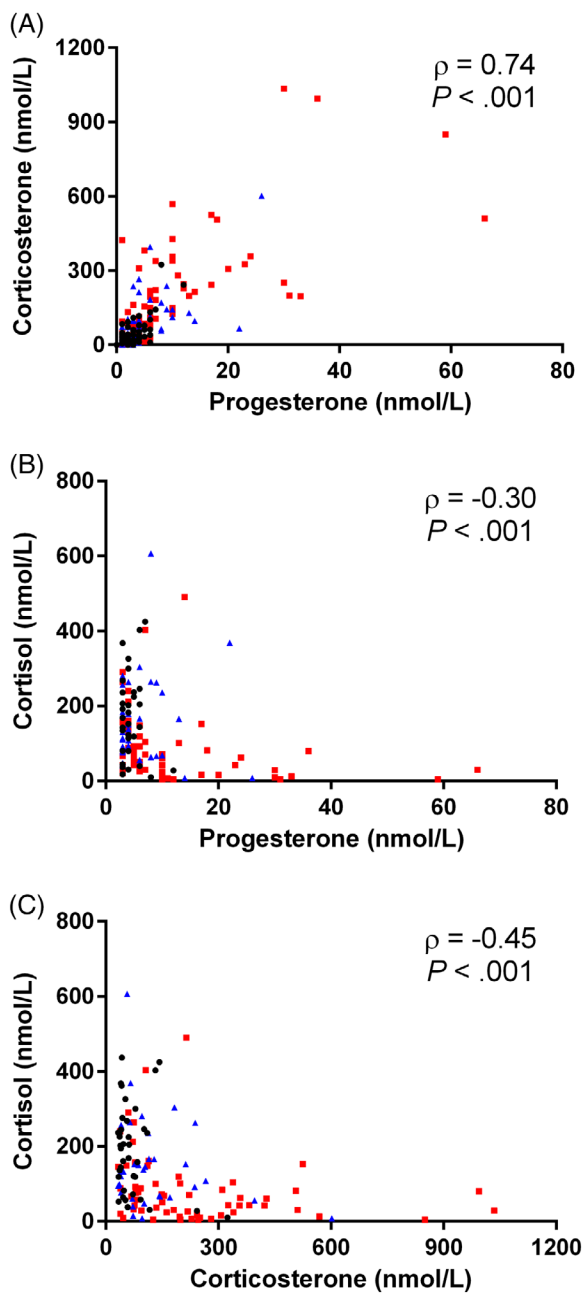 (A)
1200
900
600
300
0
Corticosterone (nmol/L)
ρ = 0.74
P < .001
0 20 40 60 80
Progesterone (nmol/L)
(B)
800
600
400
200
0
Cortisol (nmol/L)
ρ = -0.30
P < .001
0 20 40 60 80
Progesterone (nmol/L)
(C)
800
600
400
200
0
Cortisol (nmol/L)
ρ = -0.45
P < .001
0 300 600 900 1200
Corticosterone (nmol/L)